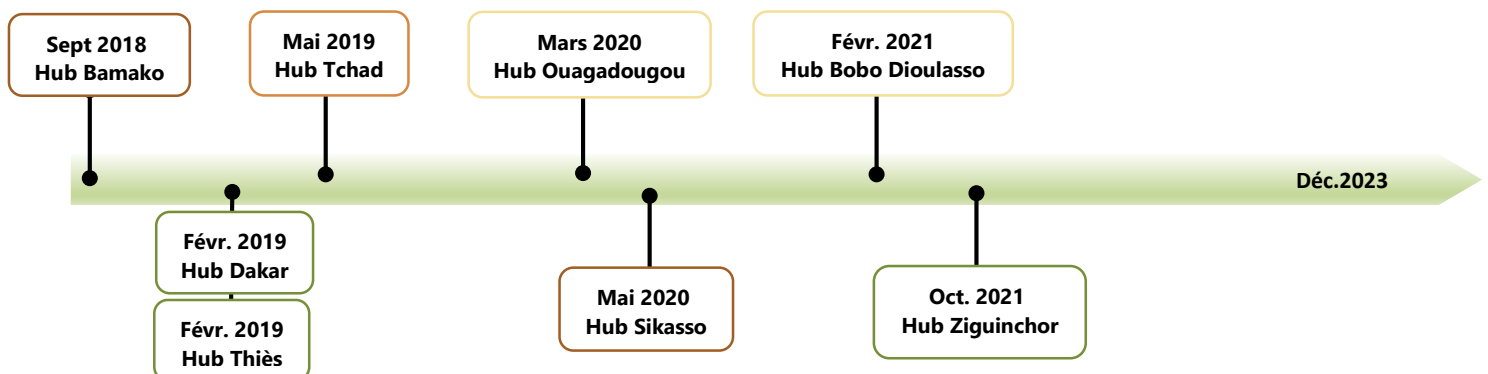 Sept 2018
Hub Bamako
Mai 2019
Hub Tchad
Mars 2020
Hub Ouagadougou
Févr. 2021
Hub Bobo Dioulasso
Déc.2023
Févr. 2019
Hub Dakar
Févr. 2019
Hub Thiès
Mai 2020
Hub Sikasso
Oct. 2021
Hub Ziguinchor